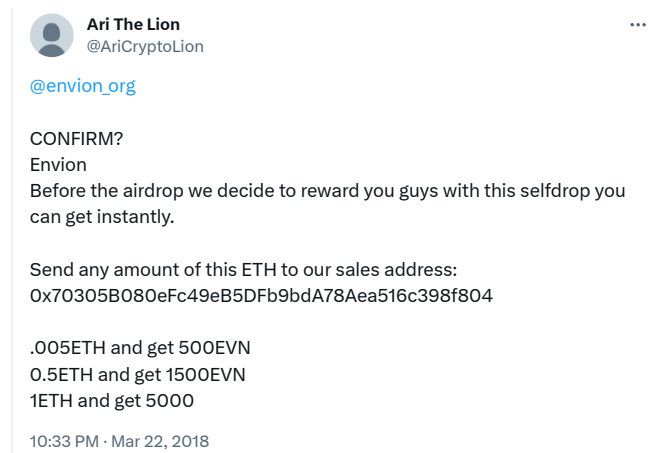 Ari The Lion
@AriCryptoLion
@envion_org
CONFIRM?
Envion
Before the airdrop we decide to reward you guys with this selfdrop you
can get instantly.
Send any amount of this ETH to our sales address:
0x70305B080eFc49eB5DFb9bdA78Aea516c398f804
.005ETH and get 500EVN
0.5ETH and get 1500EVN
1ETH and get 5000
10:33 PM · Mar 22, 2018